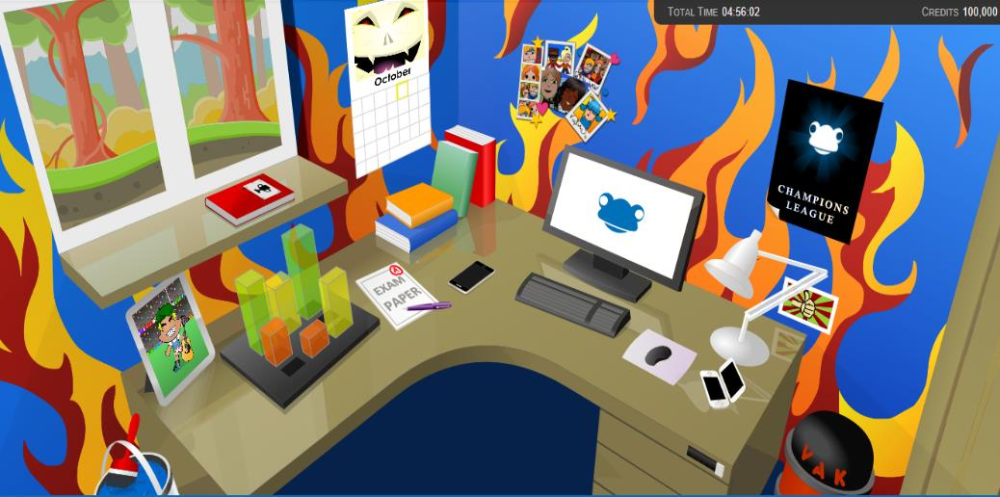 TOTAL TIME 04:56:02
CREDITS 100,000
October
CHAMPIONS
LEAGUE
A
EXAM
PAPER
VAK